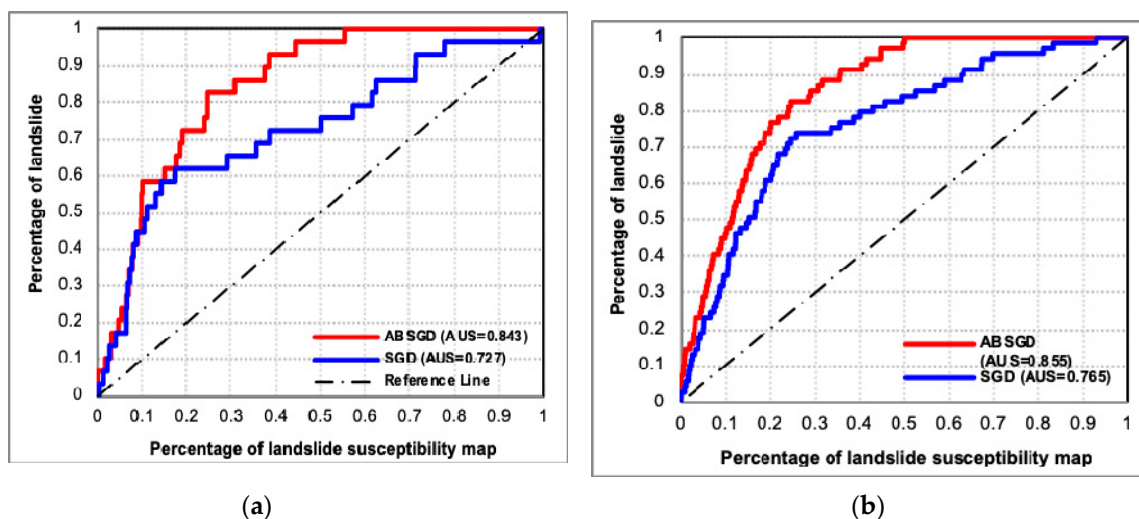 1
0.9
0.8
0.7
0.6
0.5
0.4
0.3
0.2
0.1
0
Percentage of landslide
ABSGD (AUS=0.843)
SGD (AUS=0.727)
Reference Line
0 0.1 0.2 0.3 0.4 0.5 0.6 0.7 0.8 0.9 1
Percentage of landslide susceptibility map
(a)
1
0.9
0.8
0.7
0.6
0.5
0.4
0.3
0.2
0.1
0
Percentage of landslide
ABSGD
(AUS=0.855)
SGD (AUS=0.765)
0 0.1 0.2 0.3 0.4 0.5 0.6 0.7 0.8 0.9 1
Percentage of landslide susceptibility map
(b)